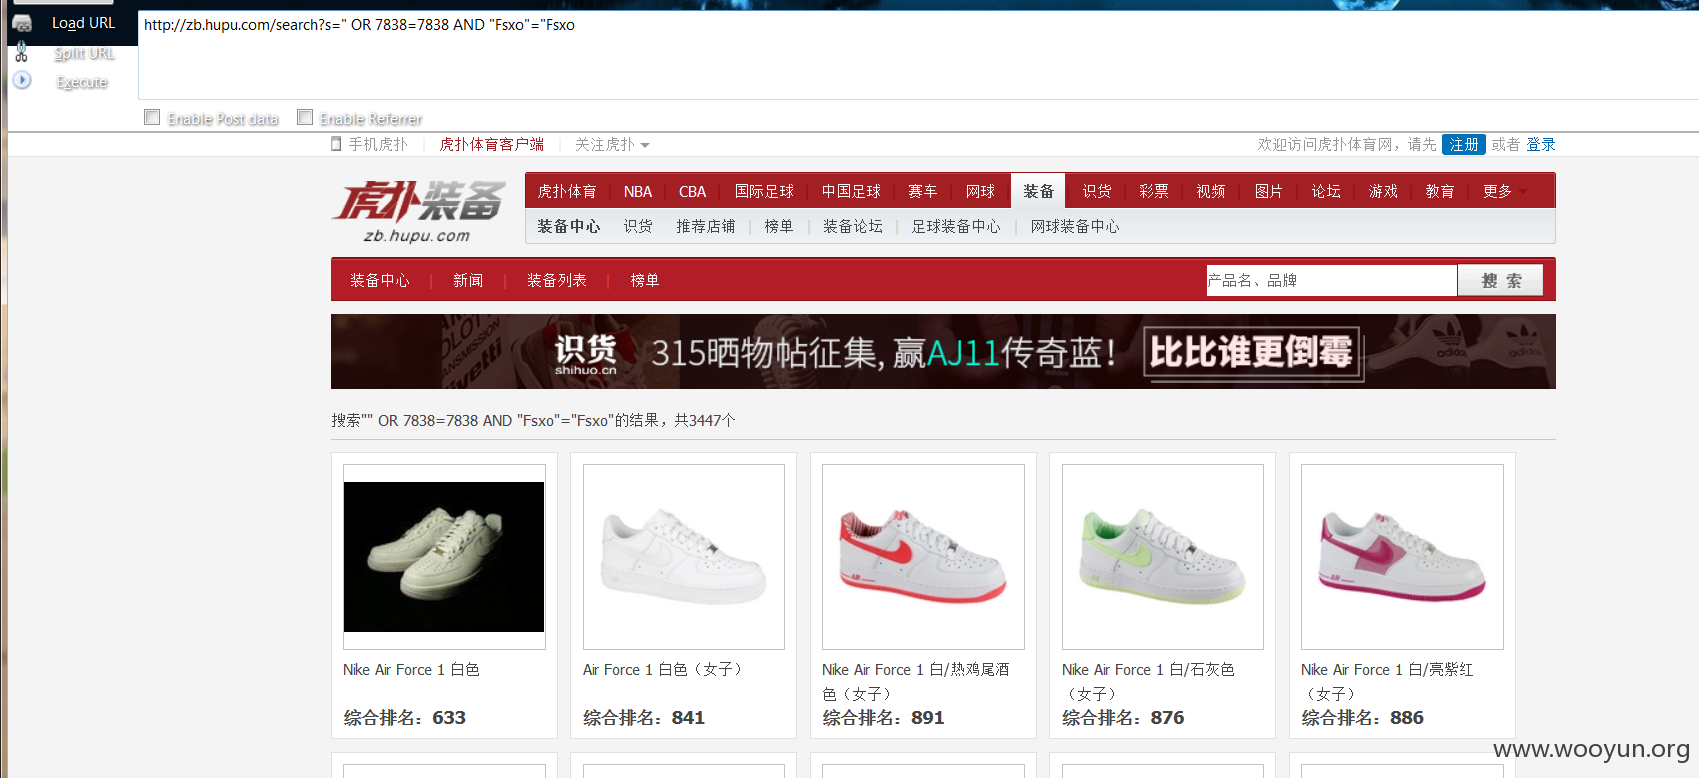 Load URL
http://zb.hupu.com/search?s=" OR 7838=7838 AND "Fsxo"="Fsxo
Split URL
Execute
Enable Post data Enable Referrer
手机虎扑 | 虎扑体育客户端 | 关注虎扑
欢迎访问虎扑体育网，请先 注册 或者 登录
虎扑装备
zb.hupu.com
虎扑体育 | NBA | CBA | 国际足球 | 中国足球 | 赛车 | 网球 | 装备 | 识货 | 彩票 | 视频 | 图片 | 论坛 | 游戏 | 教育 | 更多
装备中心 识货 推荐店铺 | 榜单 | 装备论坛 | 足球装备中心 | 网球装备中心
装备中心 | 新闻 | 装备列表 | 榜单
产品名、品牌 搜 索
识货
shihuo.cn
315晒物帖征集, 赢AJ11传奇蓝！
比比谁更倒霉
adidas
搜索"" OR 7838=7838 AND "Fsxo"="Fsxo"的结果，共3447个
Nike Air Force 1 白色
综合排名：633
Air Force 1 白色（女子）
综合排名：841
Nike Air Force 1 白/热鸡尾酒
色（女子）
综合排名：891
Nike Air Force 1 白/石灰色
（女子）
综合排名：876
Nike Air Force 1 白/亮紫红
（女子）
综合排名：886
www.wooyun.org